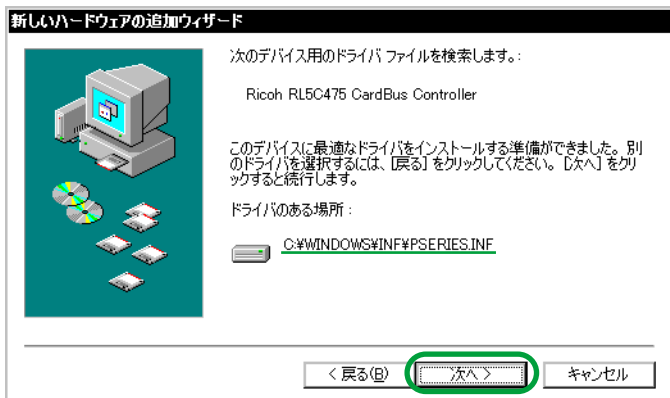 新しいハードウェアの追加ウィザード
次のデバイス用のドライバ ファイルを検索します。:
Ricoh RL5C475 CardBus Controller
このデバイスに最適なドライバをインストールする準備ができました。別
のドライバを選択するには、[戻る] をクリックしてください。[次へ] をクリ
ックすると続行します。
ドライバのある場所:
C:¥WINDOWS¥INF¥PSERIES.INF
< 戻る(B)
次へ >
キャンセル